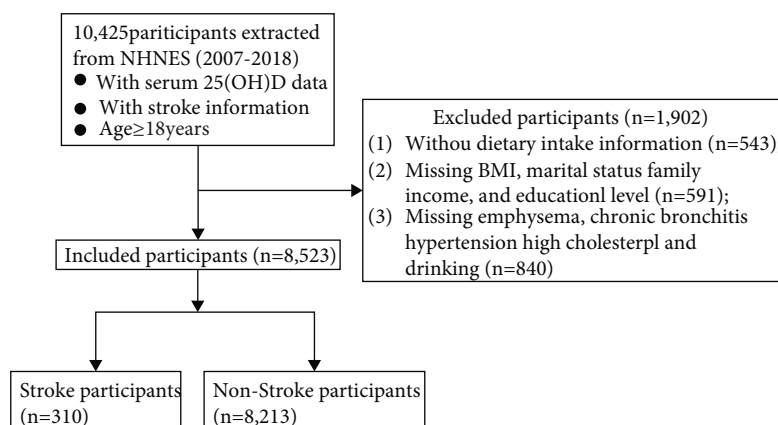 10,425pariticipants extracted
from NHNES (2007-2018)
● With serum 25(OH)D data
● With stroke information
● Age≥18years
Excluded participants (n=1,902)
(1) Withou dietary intake information (n=543)
(2) Missing BMI, marital status family
income, and educationl level (n=591);
(3) Missing emphysema, chronic bronchitis
hypertension high cholesterpl and
drinking (n=840)
Included participants (n=8,523)
Stroke participants
(n=310)
Non-Stroke participants
(n=8,213)